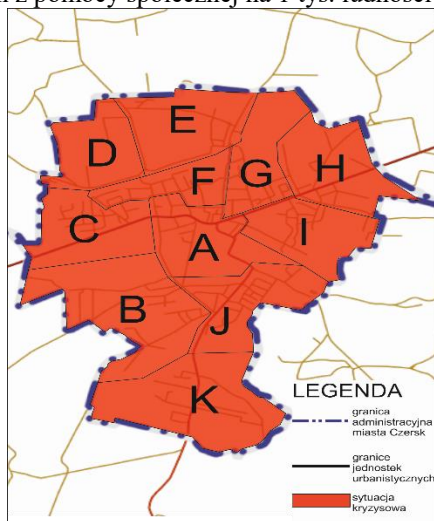 z pomocy społecznej na 1 tys. ludności
E
D
F
G
H
C
A
I
B
J
K
LEGENDA
granica
administracyjna
miasta Czersk
granice
jednostek
urbanistycznych
sytuacja
kryzysowa